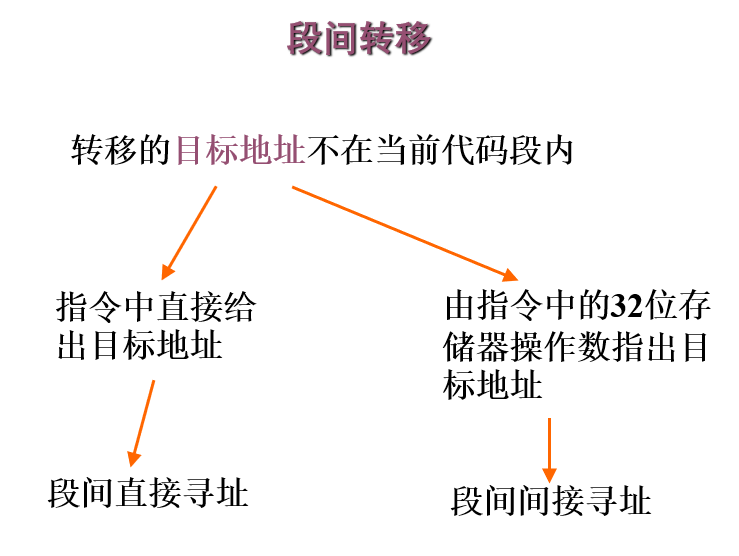 段间转移
转移的目标地址不在当前代码段内
指令中直接给
出目标地址
由指令中的32位存
储器操作数指出目
标地址
段间直接寻址
段间间接寻址